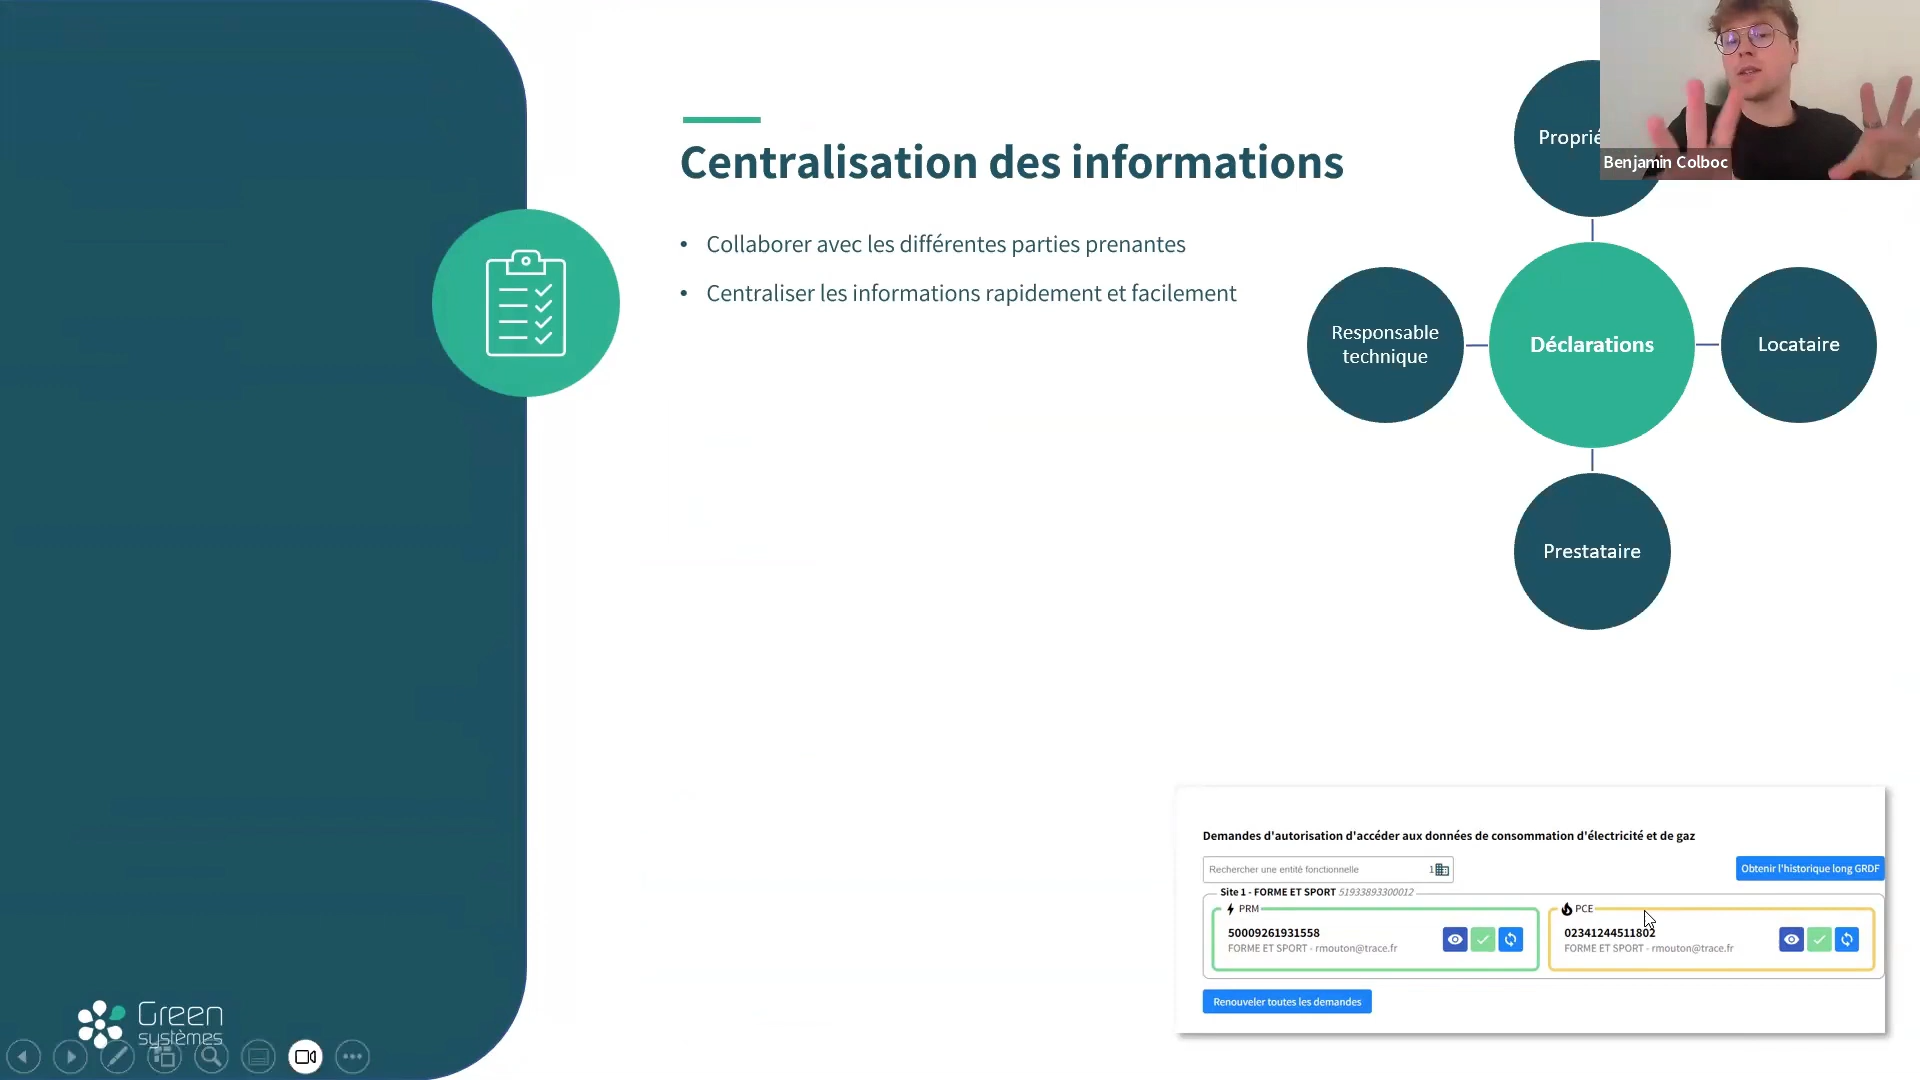 Centralisation des informations
• Collaborer avec les différentes parties prenantes
• Centraliser les informations rapidement et facilement
Benjamin Colboc
Responsable
technique
Déclarations
Locataire
Prestataire
Demandes d'autorisation d'accéder aux données de consommation d'électricité et de gaz
Rechercher une entité fonctionnelle
1
Obtenir l'historique long GRDF
Site 1 - FORME ET SPORT 51933893300012
PRM
50009261931558
FORME ET SPORT - rmouton@trace.fr
PCE
02341244511802
FORME ET SPORT - rmouton@trace.fr
Renouveler toutes les demandes
Green
systèmes